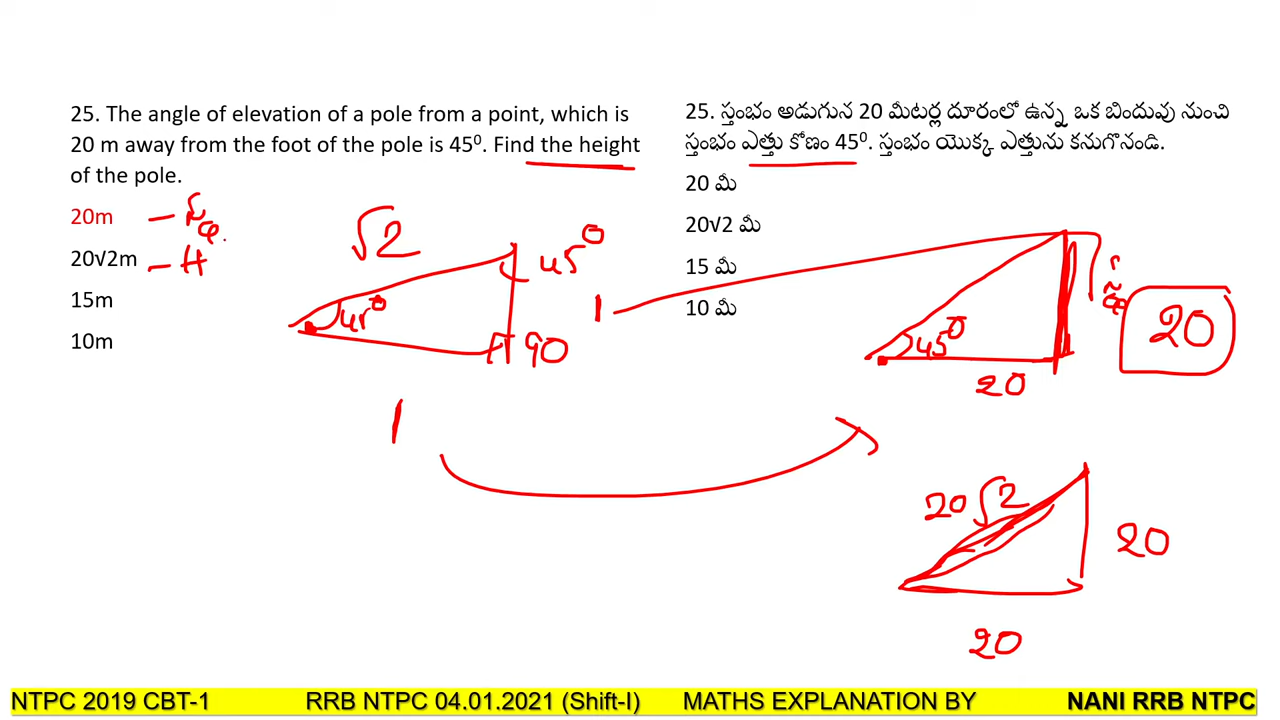 25. The angle of elevation of a pole from a point, which is
20 m away from the foot of the pole is 45⁰. Find the height
of the pole.
20m
20√2m – H
15m
10m
√2
45⁰
45⁰
90
1
1
25. స్తంభం అడుగున 20 మీటర్ల దూరంలో ఉన్న ఒక బిందువు నుంచి
స్తంభం ఎత్తు కోణం 45⁰. స్తంభం యొక్క ఎత్తును కనుగొనండి.
20 మీ
20√2 మీ
15 మీ
10 మీ
45⁰
20
20
20√2
20
20
NTPC 2019 CBT-1 RRB NTPC 04.01.2021 (Shift-I) MATHS EXPLANATION BY NANI RRB NTPC